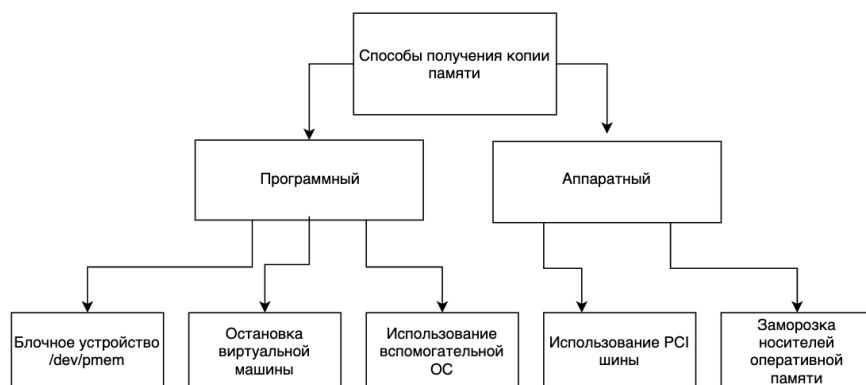 Способы получения копии
памяти
Программный
Аппаратный
Блочное устройство
/dev/pmem
Остановка
виртуальной
машины
Использование
вспомогательной
ОС
Использование PCI
шины
Заморозка
носителей
оперативной
памяти